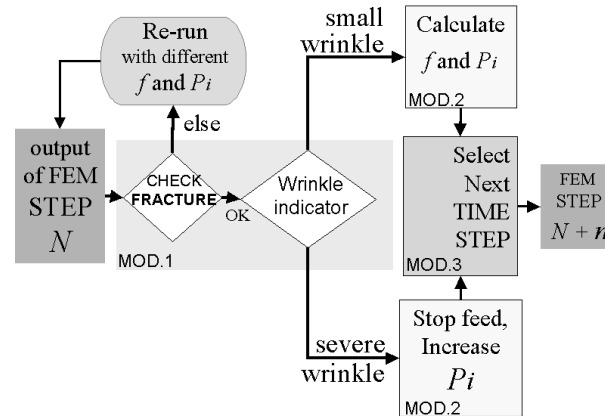 Re-run
with different
f and Pi
else
output
of FEM
STEP
N
CHECK
FRACTURE
OK
Wrinkle
indicator
MOD.1
small
wrinkle
Calculate
f and Pi
MOD.2
Select
Next
TIME
STEP
MOD.3
FEM
STEP
N + n
severe
wrinkle
Stop feed,
Increase
Pi
MOD.2